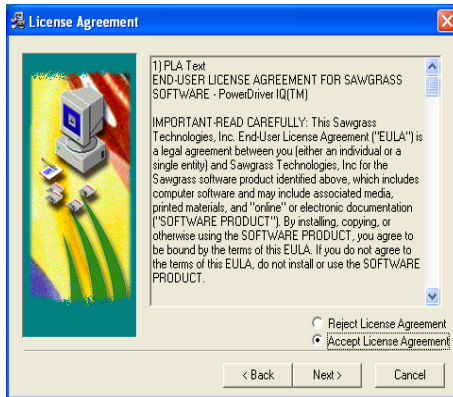 License Agreement
1) PLA Text
END-USER LICENSE AGREEMENT FOR SAWGRASS
SOFTWARE - PowerDriver IQ(TM)
IMPORTANT-READ CAREFULLY: This Sawgrass
Technologies, Inc. End-User License Agreement ("EULA") is
a legal agreement between you (either an individual or a
single entity) and Sawgrass Technologies, Inc for the
Sawgrass software product identified above, which includes
computer software and may include associated media,
printed materials, and "online" or electronic documentation
("SOFTWARE PRODUCT"). By installing, copying, or
otherwise using the SOFTWARE PRODUCT, you agree to
be bound by the terms of this EULA. If you do not agree to
the terms of this EULA, do not install or use the SOFTWARE
PRODUCT.
Reject License Agreement
Accept License Agreement
< Back
Next >
Cancel